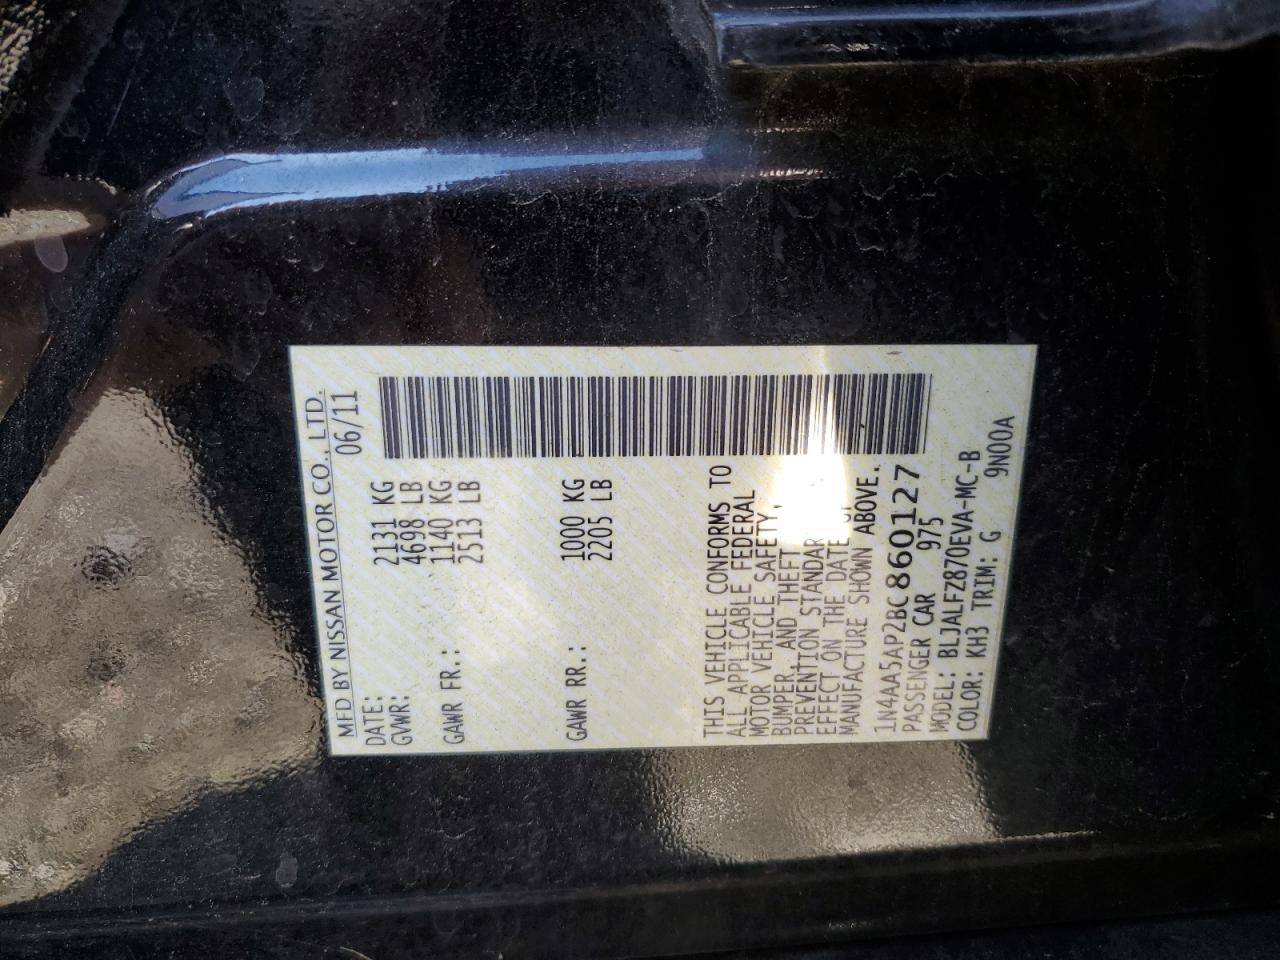 MFD BY NISSAN MOTOR CO., LTD.
DATE: 06/11
GVWR: 2131 KG
4698 LB
GAWR FR.: 1140 KG
2513 LB
GAWR RR.: 1000 KG
2205 LB
THIS VEHICLE CONFORMS TO
ALL APPLICABLE FEDERAL
MOTOR VEHICLE SAFETY,
BUMPER, AND THEFT
PREVENTION STANDAR
EFFECT ON THE DATE OF
MANUFACTURE SHOWN ABOVE.
1N4AA5AP2BC860127
PASSENGER CAR 975
MODEL: BLJALFZ870EVA-MC-B
COLOR: KH3 TRIM: G 9N00A